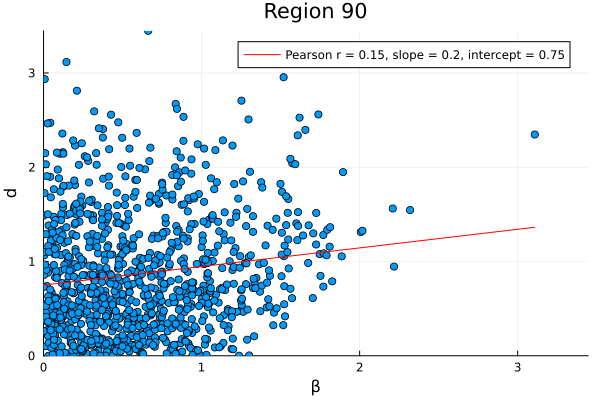 Region 90
Pearson r = 0.15, slope = 0.2, intercept = 0.75
3
2
1
0
d
0 1 2 3
β